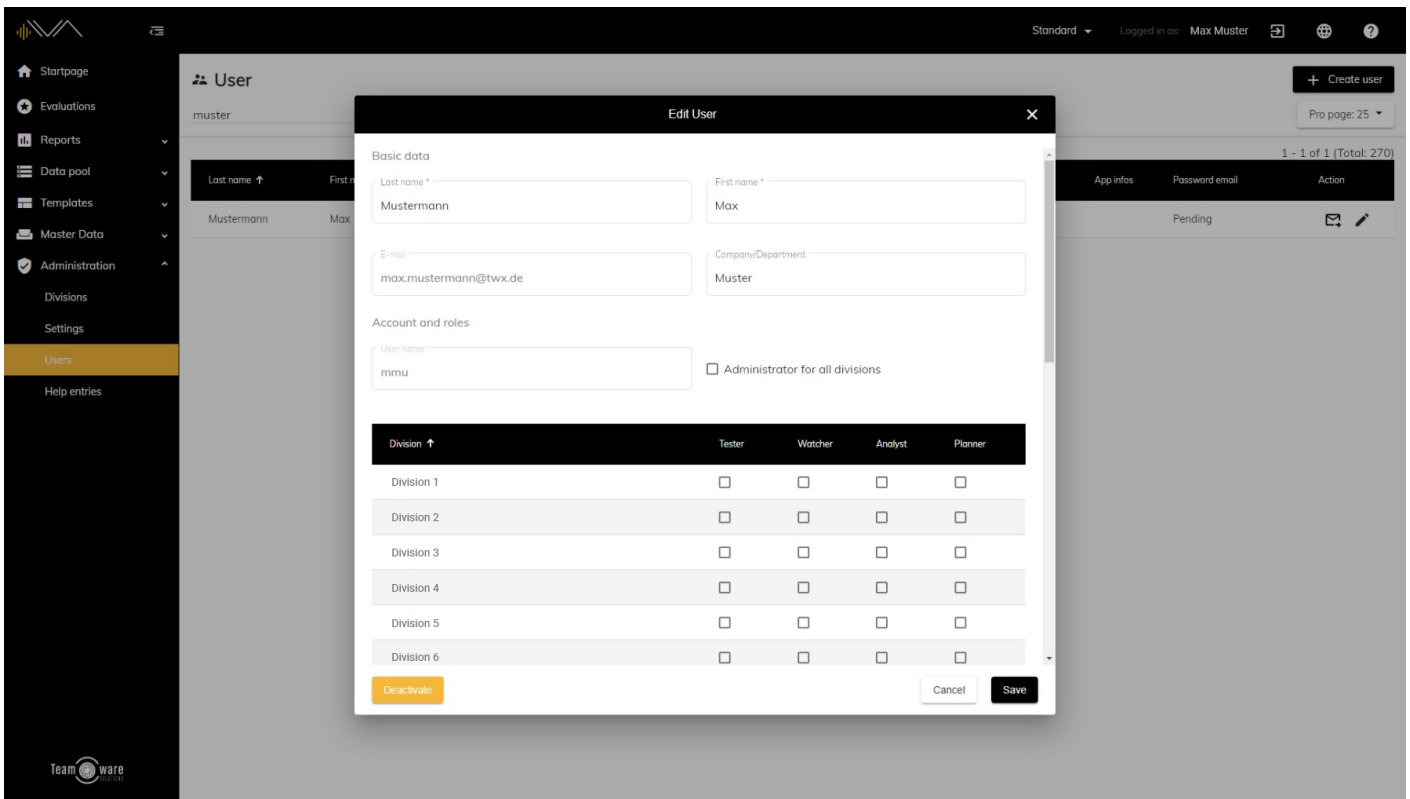 Standard Logged in as: Max Muster
Startpage
Evaluations
Reports
Data pool
Templates
Master Data
Administration
Divisions
Settings
Users
Help entries
Team ware
SOLUTIONS
User
+ Create user
muster
Pro page: 25
1 - 1 of 1 (Total: 270)
Last name First n App infos Password email Action
Mustermann Max Pending
Edit User
Basic data
Last name * First name *
Mustermann Max
E-mail Company/Department
max.mustermann@twx.de Muster
Account and roles
User name
mmu Administrator for all divisions
Division Tester Watcher Analyst Planner
Division 1
Division 2
Division 3
Division 4
Division 5
Division 6
Deactivate Cancel Save